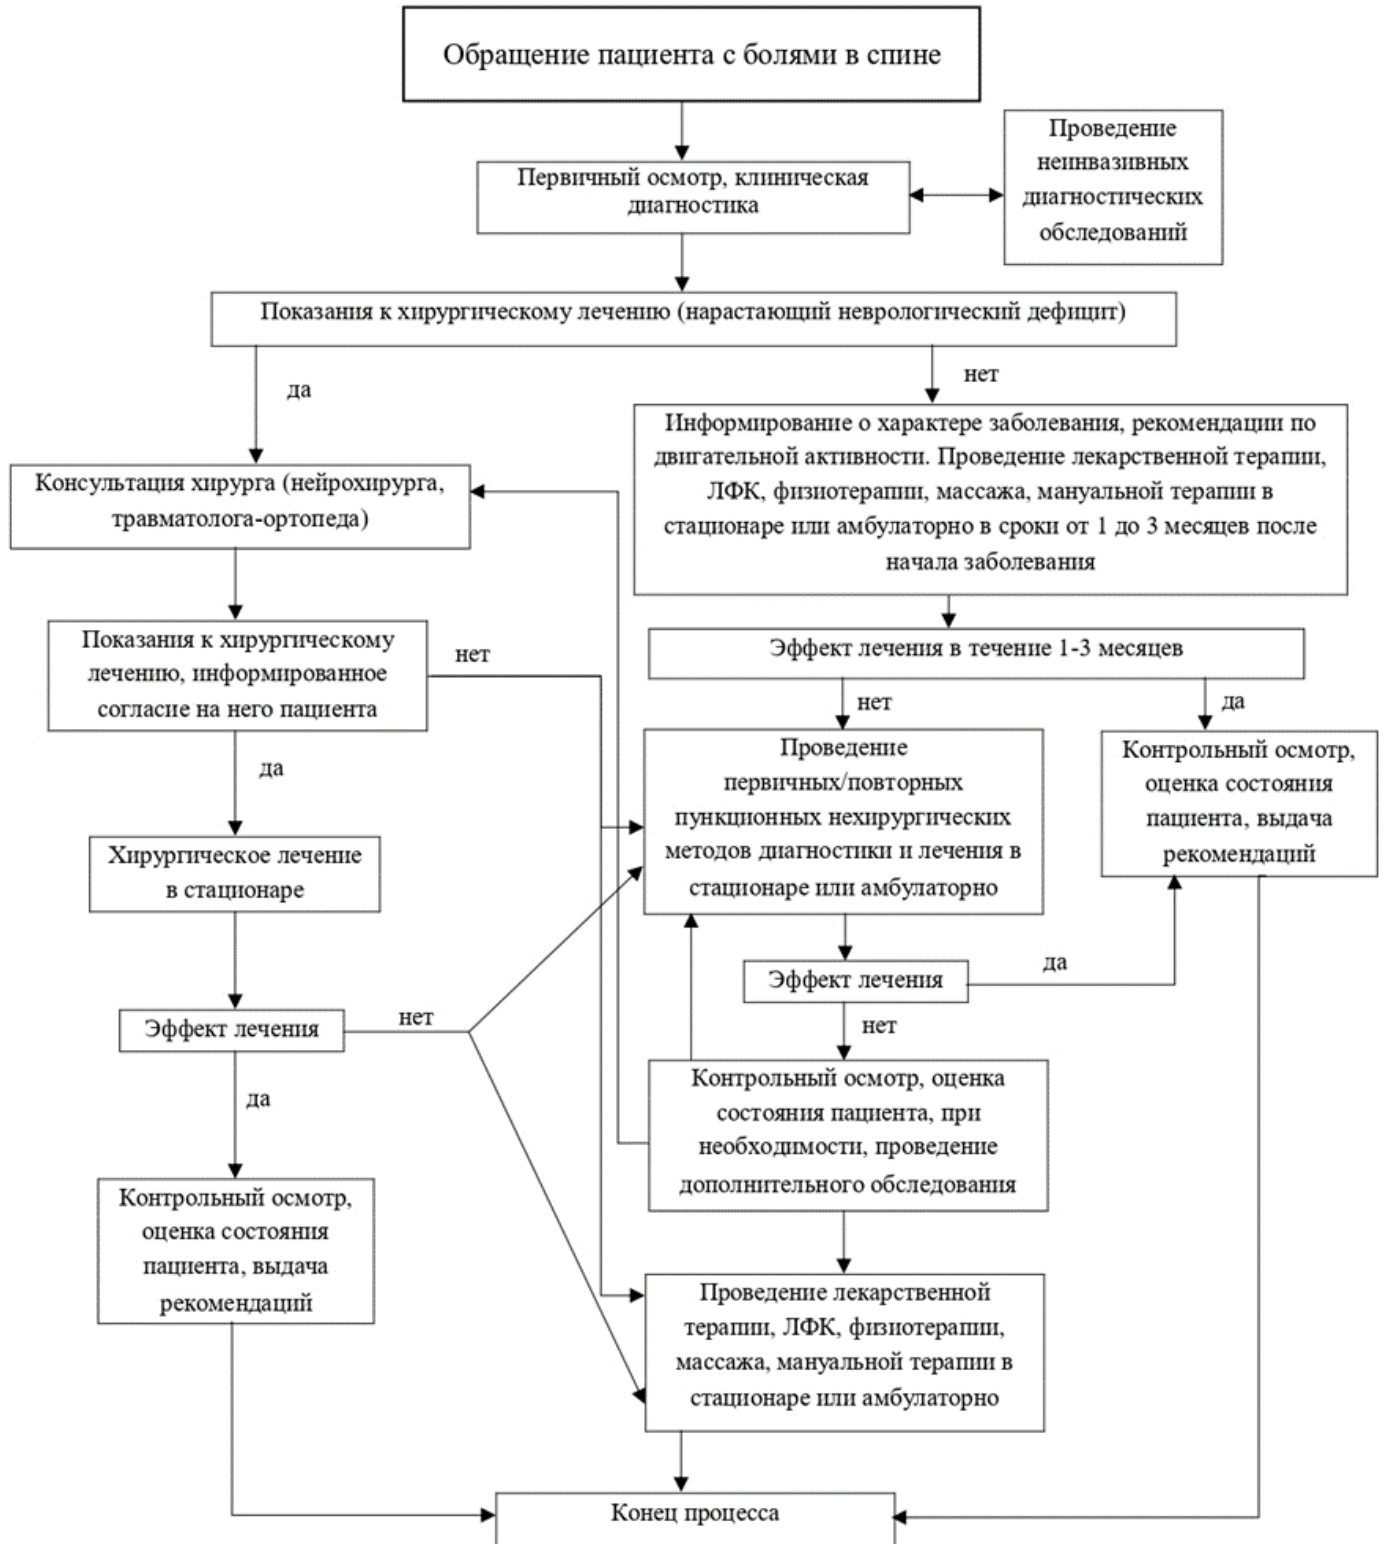 Обращение пациента с болями в спине
Проведение
неинвазивных
диагностических
обследований
Первичный осмотр, клиническая
диагностика
Показания к хирургическому лечению (нарастающий неврологический дефицит)
да
нет
Информирование о характере заболевания, рекомендации по
двигательной активности. Проведение лекарственной терапии,
ЛФК, физиотерапии, массажа, мануальной терапии в
стационаре или амбулаторно в сроки от 1 до 3 месяцев после
начала заболевания
Консультация хирурга (нейрохирурга,
травматолога-ортопеда)
Показания к хирургическому
лечению, информированное
согласие на него пациента
нет
Эффект лечения в течение 1-3 месяцев
нет
да
да
Проведение
первичных/повторных
пункционных нехирургических
методов диагностики и лечения в
стационаре или амбулаторно
Контрольный осмотр,
оценка состояния
пациента, выдача
рекомендаций
Хирургическое лечение
в стационаре
Эффект лечения
да
нет
Эффект лечения
нет
да
Контрольный осмотр, оценка
состояния пациента, при
необходимости, проведение
дополнительного обследования
Контрольный осмотр,
оценка состояния
пациента, выдача
рекомендаций
Проведение лекарственной
терапии, ЛФК, физиотерапии,
массажа, мануальной терапии в
стационаре или амбулаторно
Конец процесса